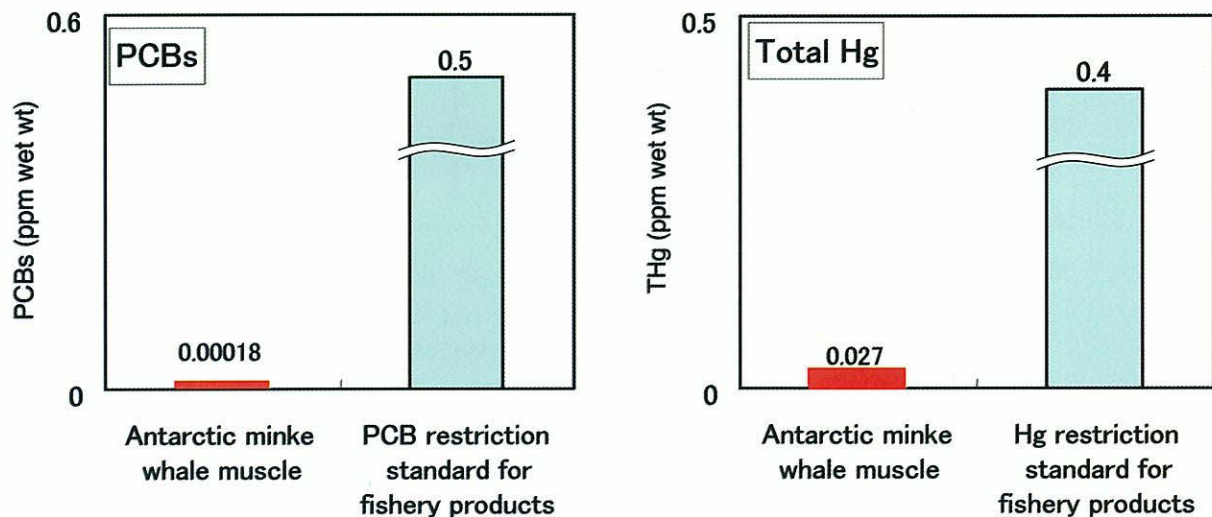 0.6
PCBs
0.5
PCBs (ppm wet wt)
0.00018
0
Antarctic minke
whale muscle
PCB restriction
standard for
fishery products
0.5
Total Hg
0.4
THg (ppm wet wt)
0.027
0
Antarctic minke
whale muscle
Hg restriction
standard for
fishery products